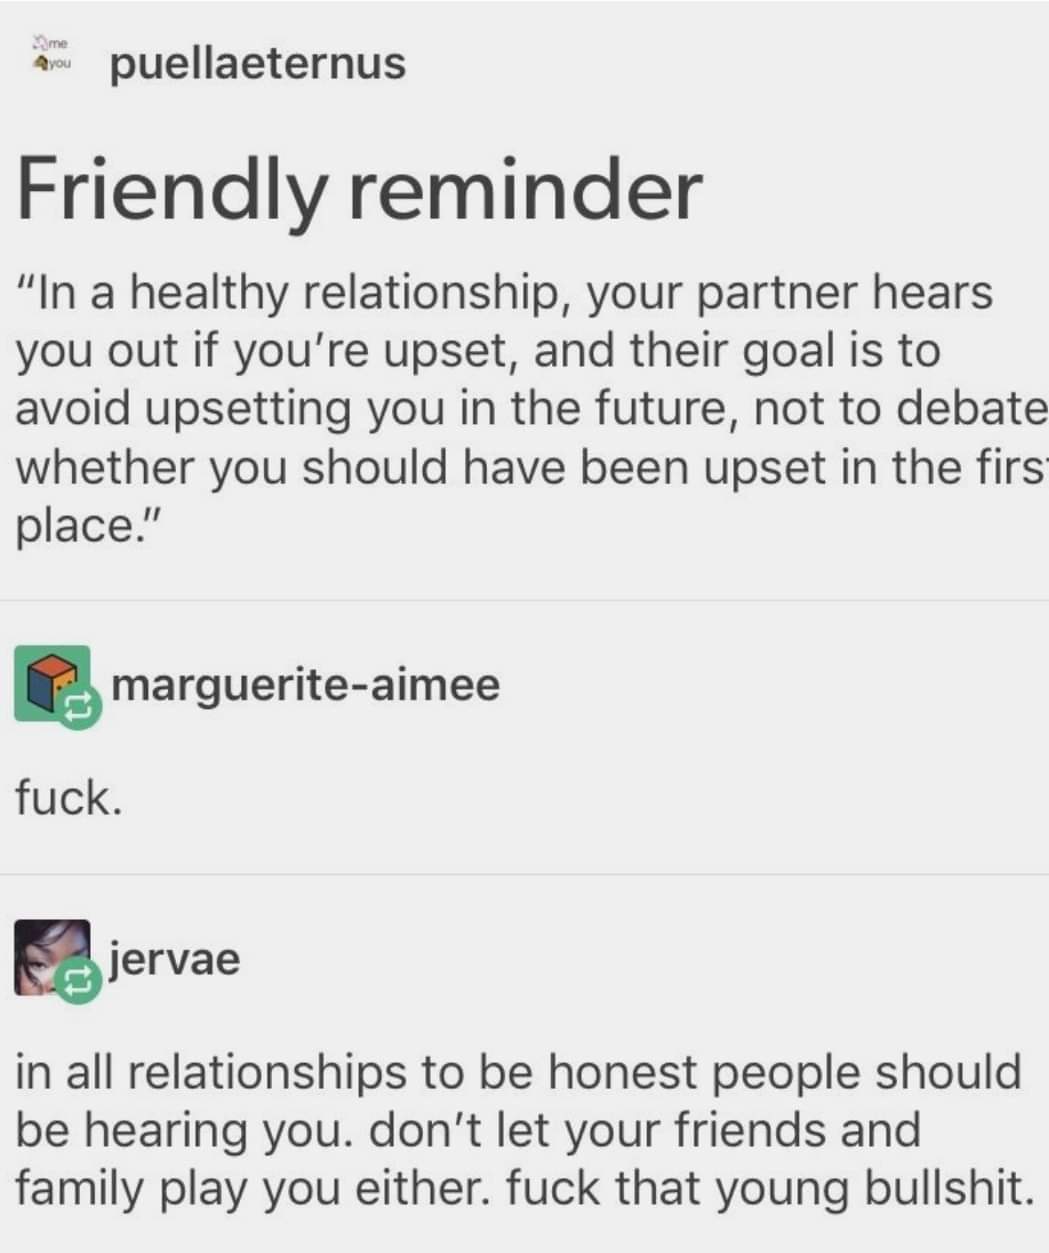 me
you
puellaeternus
Friendly reminder
“In a healthy relationship, your partner hears
you out if you’re upset, and their goal is to
avoid upsetting you in the future, not to debate
whether you should have been upset in the firs
place.”
marguerite-aimee
fuck.
jervae
in all relationships to be honest people should
be hearing you. don’t let your friends and
family play you either. fuck that young bullshit.